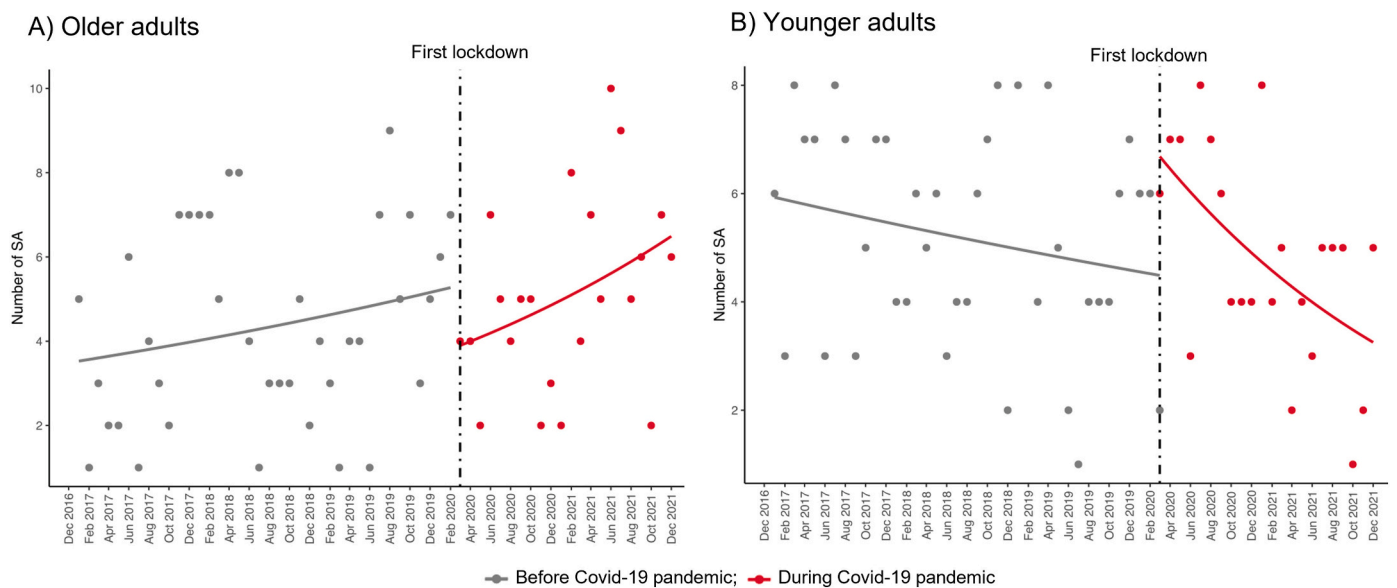 A) Older adults
First lockdown
Number of SA
10
8
6
4
2
Dec 2016
Feb 2017
Apr 2017
Jun 2017
Aug 2017
Oct 2017
Dec 2017
Feb 2018
Apr 2018
Jun 2018
Aug 2018
Oct 2018
Dec 2018
Feb 2019
Apr 2019
Jun 2019
Aug 2019
Oct 2019
Dec 2019
Feb 2020
Apr 2020
Jun 2020
Aug 2020
Oct 2020
Dec 2020
Feb 2021
Apr 2021
Jun 2021
Aug 2021
Oct 2021
Dec 2021
B) Younger adults
First lockdown
Number of SA
8
6
4
2
Dec 2016
Feb 2017
Apr 2017
Jun 2017
Aug 2017
Oct 2017
Dec 2017
Feb 2018
Apr 2018
Jun 2018
Aug 2018
Oct 2018
Dec 2018
Feb 2019
Apr 2019
Jun 2019
Aug 2019
Oct 2019
Dec 2019
Feb 2020
Apr 2020
Jun 2020
Aug 2020
Oct 2020
Dec 2020
Feb 2021
Apr 2021
Jun 2021
Aug 2021
Oct 2021
Dec 2021
Before Covid-19 pandemic; During Covid-19 pandemic